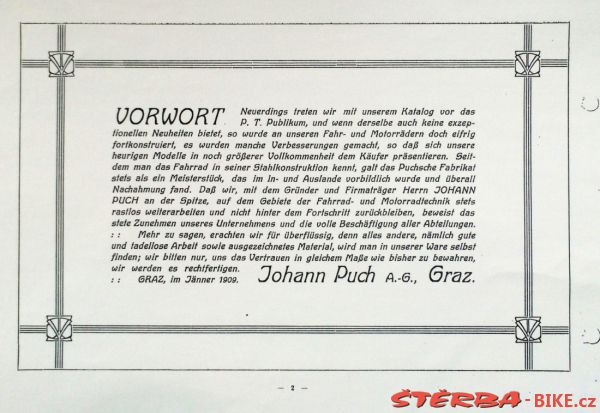 VORWORT Neuerdings treten wir mit unserem Katalog vor das
P. T. Publikum, und wenn derselbe auch keine exzep-
tionellen Neuheiten bietet, so wurde an unseren Fahr- und Motorrädern doch eifrig
fortkonstruiert, es wurden manche Verbesserungen gemacht, so daß sich unsere
heurigen Modelle in noch größerer Vollkommenheit dem Käufer präsentieren. Seit-
dem man das Fahrrad in seiner Stahlkonstruktion kennt, galt das Puchsche Fabrikat
stets als ein Meisterstück, das im In- und Auslande vorbildlich wurde und überall
Nachahmung fand. Daß wir, mit dem Gründer und Firmaträger Herrn JOHANN
PUCH an der Spitze, auf dem Gebiete der Fahrrad- und Motorradtechnik stets
rastlos weiterarbeiten und nicht hinter dem Fortschritt zurückbleiben, beweist das
stete Zunehmen unseres Unternehmens und die volle Beschäftigung aller Abteilungen.
: : Mehr zu sagen, erachten wir für überflüssig, denn alles andere, nämlich gute
und tadellose Arbeit sowie ausgezeichnetes Material, wird man in unserer Ware selbst
finden; wir bitten nur, uns das Vertrauen in gleichem Maße wie bisher zu bewahren,
wir werden es rechtfertigen.
: : GRAZ, im Jänner 1909. Johann Puch A.-G., Graz.
— 2 —
ŠTĚRBA-BIKE.cz